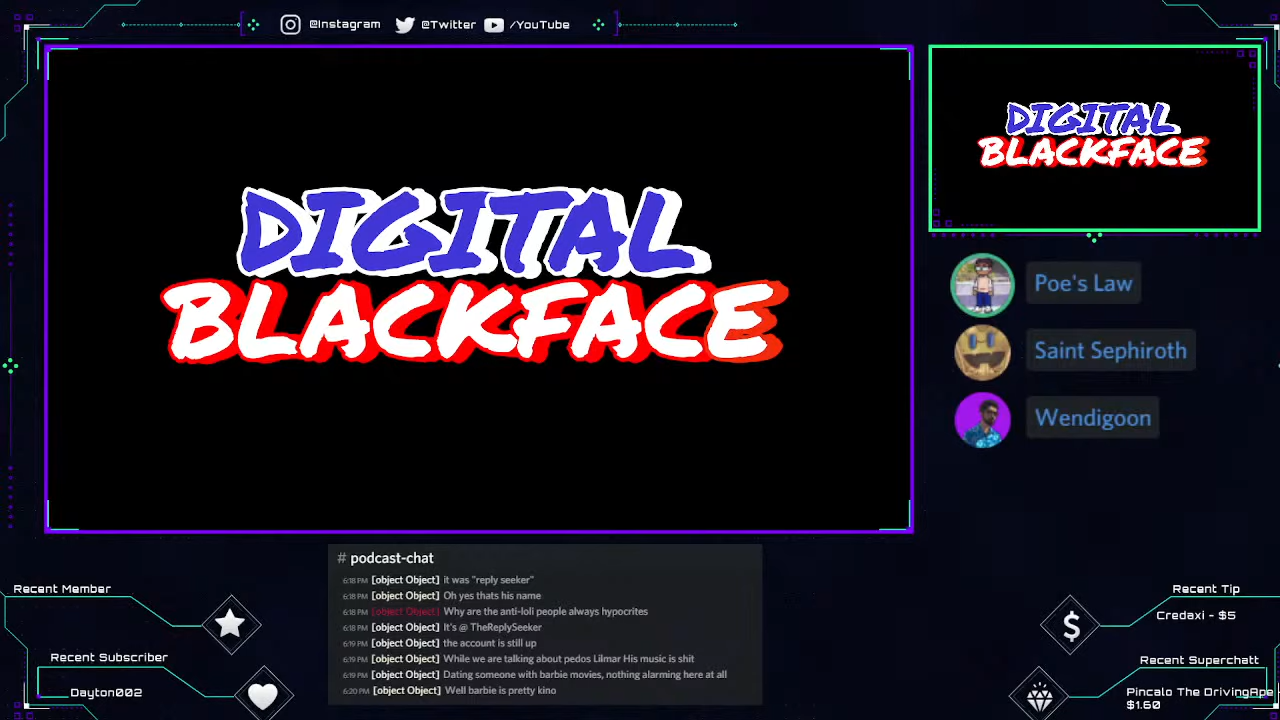 @Instagram @Twitter /YouTube
DIGITAL
BLACKFACE
DIGITAL
BLACKFACE
Poe's Law
Saint Sephiroth
Wendigoon
# podcast-chat
6:18 PM [object Object] it was "reply seeker"
6:18 PM [object Object] Oh yes thats his name
6:18 PM [object Object] Why are the anti-loli people always hypocrites
6:18 PM [object Object] It's @ TheReplySeeker
6:19 PM [object Object] the account is still up
6:19 PM [object Object] While we are talking about pedos Lilmar His music is shit
6:19 PM [object Object] Dating someone with barbie movies, nothing alarming here at all
6:20 PM [object Object] Well barbie is pretty kino
Recent Member
Recent Subscriber
Dayton002
Recent Tip
$
Credaxi - $5
Recent Superchatt
Pincalo The DrivingApe
$1.60